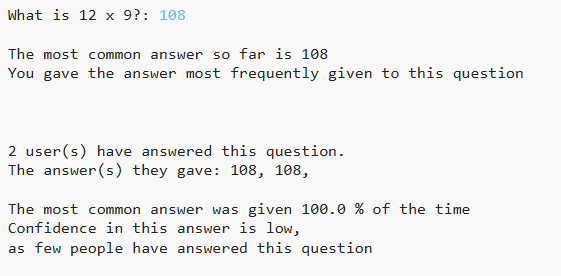 What is 12 x 9?: 108
The most common answer so far is 108
You gave the answer most frequently given to this question
2 user(s) have answered this question.
The answer(s) they gave: 108, 108,
The most common answer was given 100.0 % of the time
Confidence in this answer is low,
as few people have answered this question